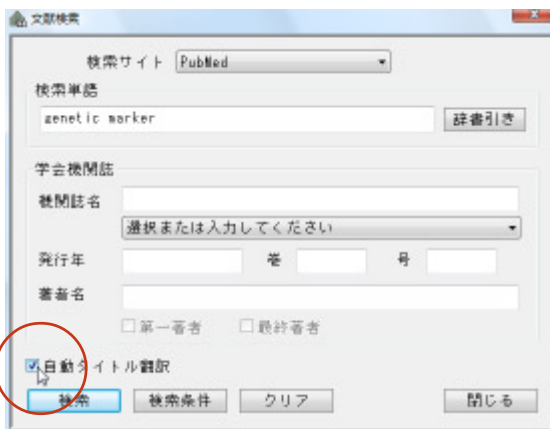 文献検索
検索サイト PubMed
検索単語
genetic marker 辞書引き
学会機関誌
機関誌名
選択または入力してください
発行年 巻 号
著者名
第一著者 最終著者
自動タイトル翻訳
検索 検索条件 クリア 閉じる